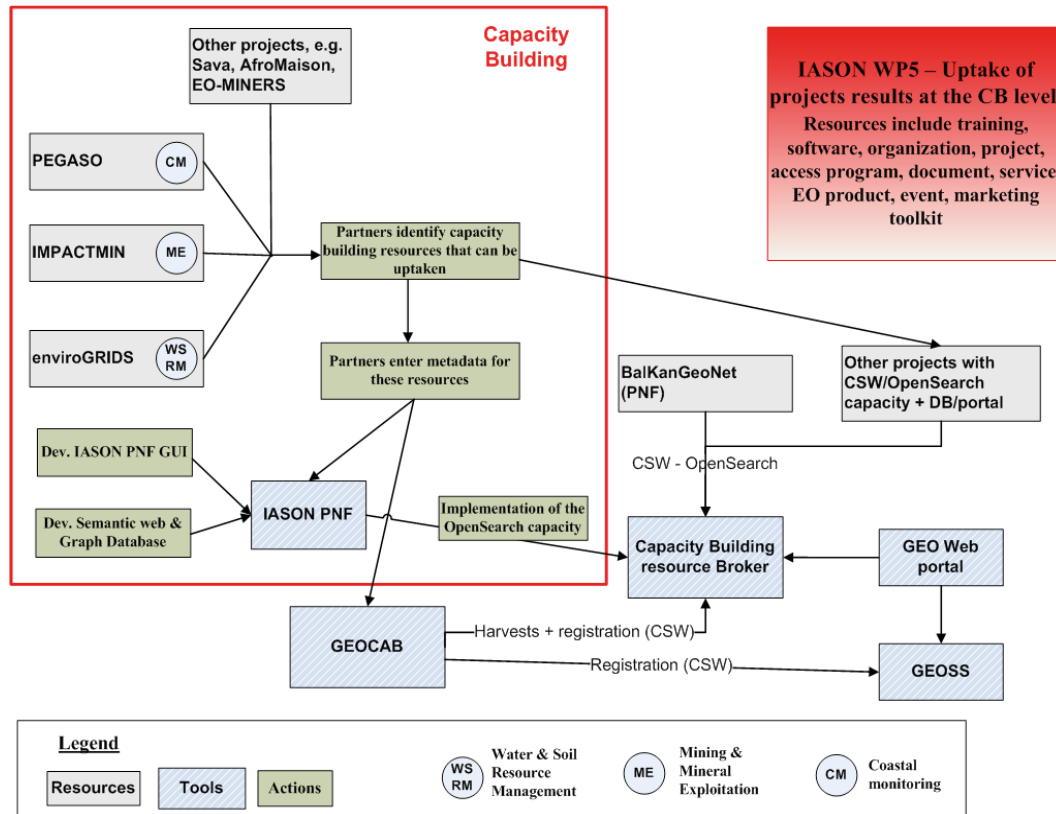 Capacity
Building
Other projects, e.g.
Sava, AfroMaison,
EO-MINERS
IASON WP5 – Uptake of
projects results at the CB level
Resources include training,
software, organization, project,
access program, document, service
EO product, event, marketing
toolkit
PEGASO
CM
IMPACTMIN
ME
enviroGRIDS
WS
RM
Partners identify capacity
building resources that can be
uptaken
Partners enter metadata for
these resources
BalKanGeoNet
(PNF)
Other projects with
CSW/OpenSearch
capacity + DB/portal
Dev. IASON PNF GUI
CSW - OpenSearch
Dev. Semantic web &
Graph Database
IASON PNF
Implementation of the
OpenSearch capacity
Capacity Building
resource Broker
GEO Web
portal
GEOCAB
Harvests + registration (CSW)
Registration (CSW)
GEOSS
Legend
Resources
Tools
Actions
WS
RM
Water & Soil
Resource
Management
ME
Mining &
Mineral
Exploitation
CM
Coastal
monitoring